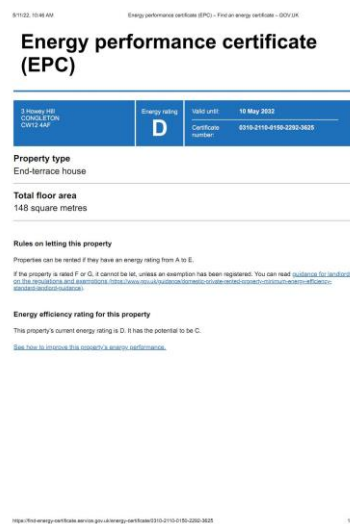 5/11/22, 10:46 AM Energy performance certificate (EPC) – Find an energy certificate – GOV.UK
Energy performance certificate
(EPC)
3 Howey Hill
CONGLETON
CW12 4AF
Energy rating
D
Valid until: 10 May 2032
Certificate
number:
0310-2110-0150-2292-3625
Property type
End-terrace house
Total floor area
148 square metres
Rules on letting this property
Properties can be rented if they have an energy rating from A to E.
If the property is rated F or G, it cannot be let, unless an exemption has been registered. You can read guidance for landlords
on the regulations and exemptions (https://www.gov.uk/guidance/domestic-private-rented-property-minimum-energy-efficiency-
standard-landlord-guidance).
Energy efficiency rating for this property
This property's current energy rating is D. It has the potential to be C.
See how to improve this property's energy performance.
https://find-energy-certificate.service.gov.uk/energy-certificate/0310-2110-0150-2292-3625